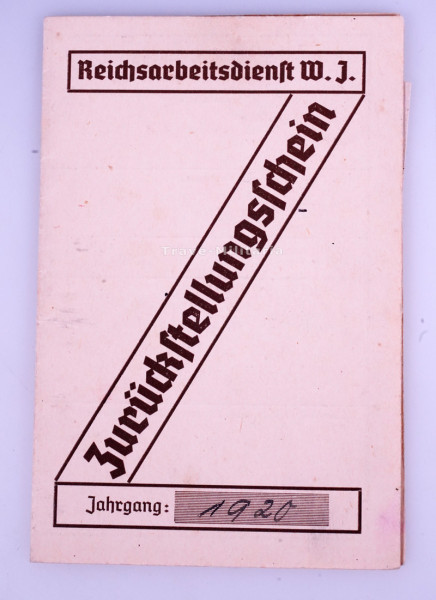 Reichsarbeitsdienst W. J.
Zurückstellungsschein
Jahrgang: 1920